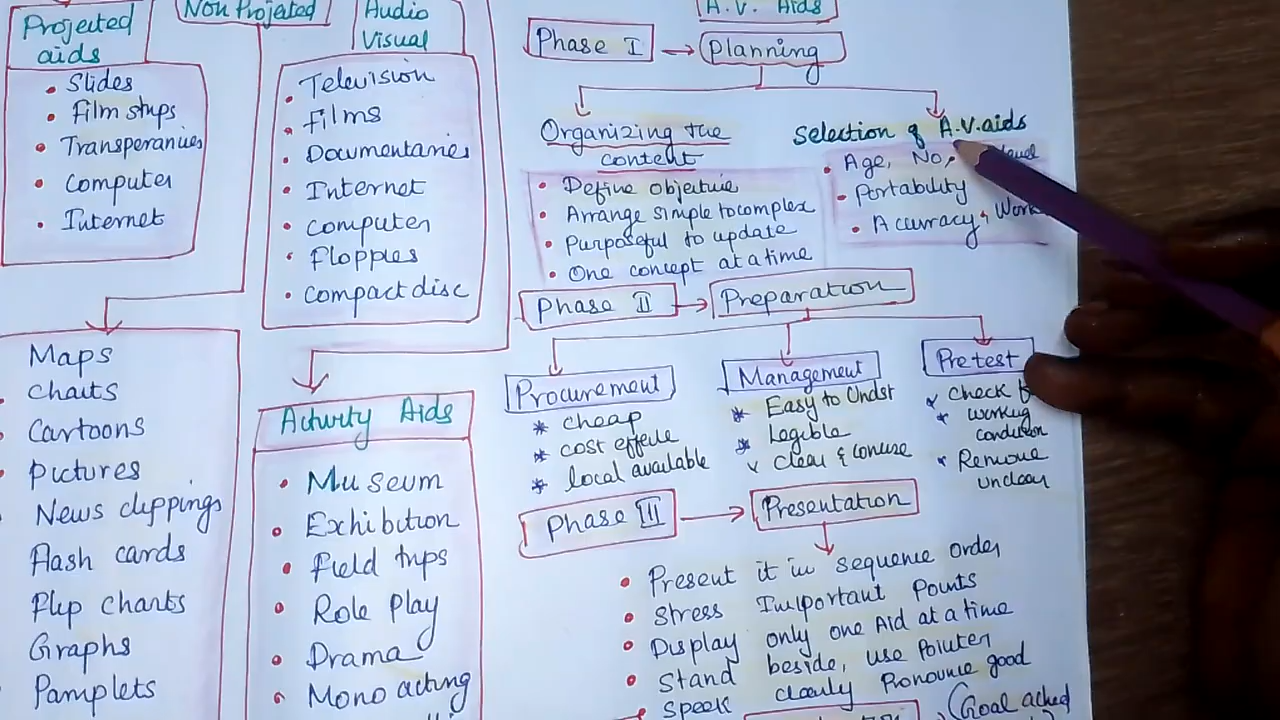 Projected
aids
• Slides
• Film strips
• Transperanies
• Computer
• Internet
Non Projected
Maps
Charts
Cartoons
Pictures
News clippings
Flash cards
Flip charts
Graphs
Pamplets
Audio
Visual
• Television
• Films
• Documentaries
• Internet
• Computer
• Floppies
• Compact disc
Activity Aids
• Museum
• Exhibition
• Field trips
• Role play
• Drama
• Mono acting
A.V. Aids
Phase I → Planning
Organizing the
content
• Define objective
• Arrange simple to complex
• Purposeful to update
• One concept at a time
Selection of A.V.aids
• Age, No, level
• Portability
• Accuracy, Work
Phase II → Preparation
Procurement
* Cheap
* cost effective
* local available
Management
* Easy to Undst
* Legible
* Clear & concise
Pretest
* Check
* working
condition
* Remove
unclear
Phase III → Presentation
• Present it in sequence order
• Stress Important Points
• Display only one Aid at a time
• Stand beside, use Pointer
• Speek clearly Pronounce good
(Goal ached